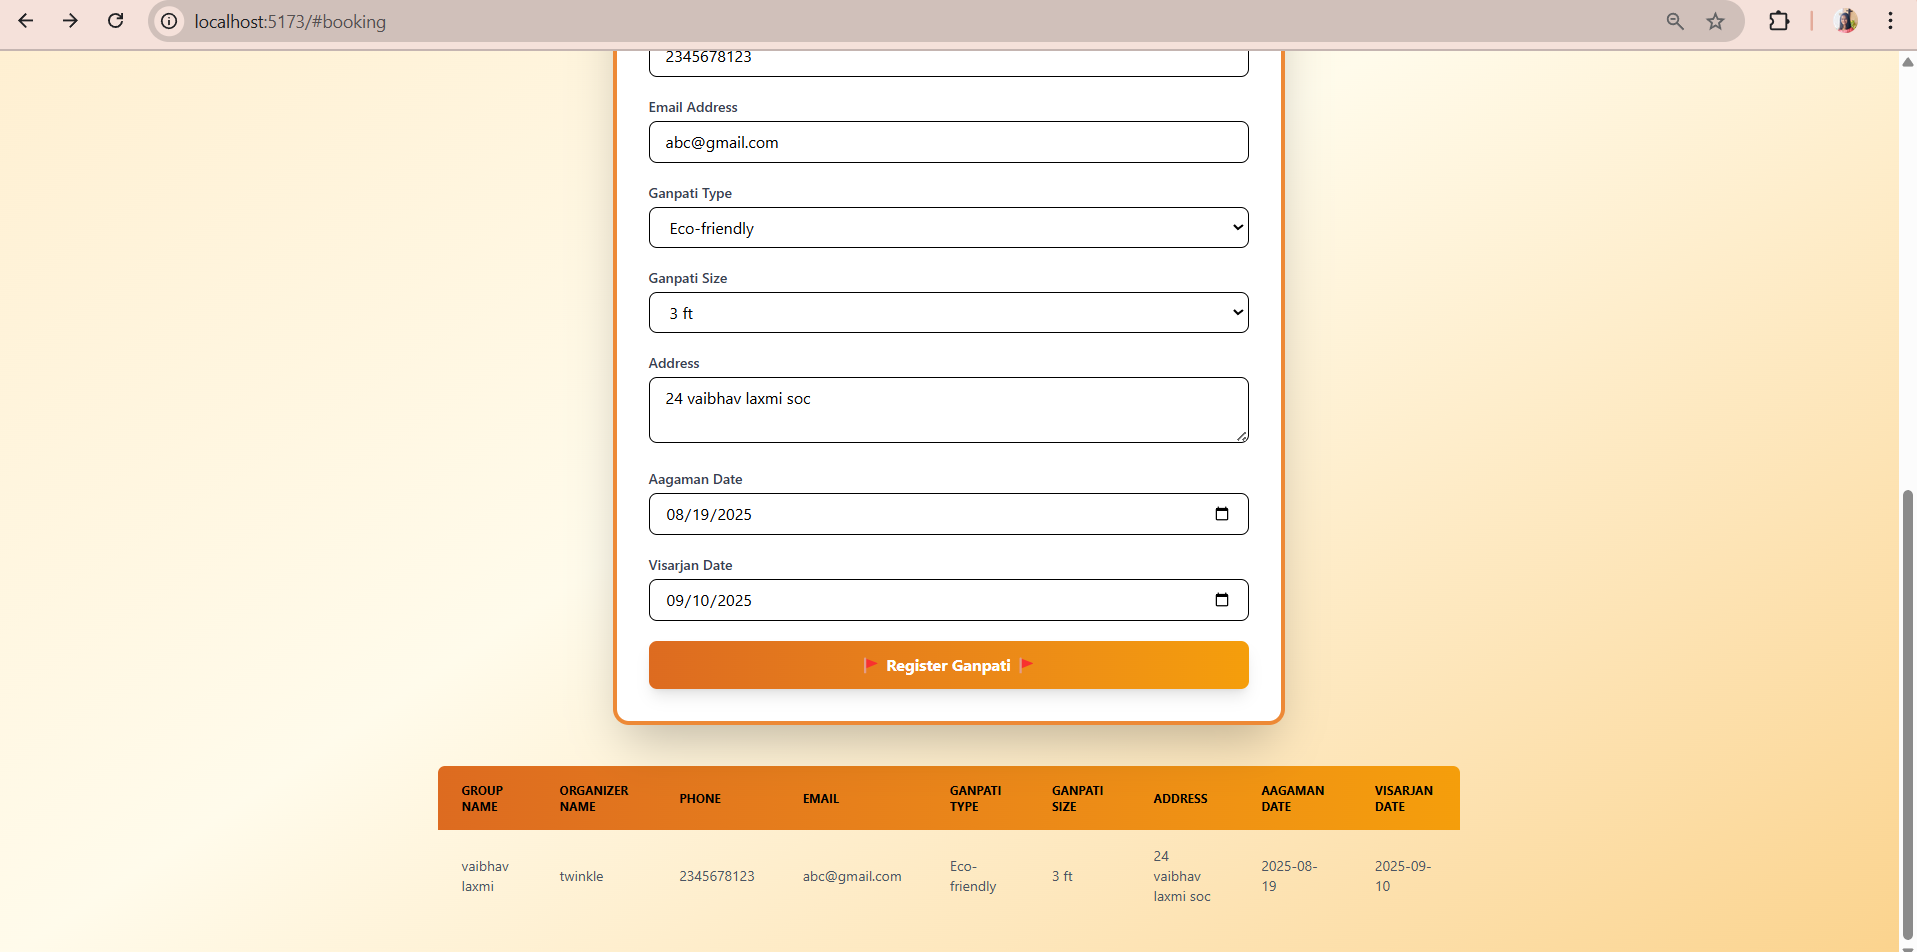 localhost:5173/#booking
2345678123
Email Address
abc@gmail.com
Ganpati Type
Eco-friendly
Ganpati Size
3 ft
Address
24 vaibhav laxmi soc
Aagaman Date
08/19/2025
Visarjan Date
09/10/2025
🚩 Register Ganpati 🚩
GROUP NAME
ORGANIZER NAME
PHONE
EMAIL
GANPATI TYPE
GANPATI SIZE
ADDRESS
AAGAMAN DATE
VISARJAN DATE
vaibhav laxmi
twinkle
2345678123
abc@gmail.com
Eco-friendly
3 ft
24 vaibhav laxmi soc
2025-08-19
2025-09-10